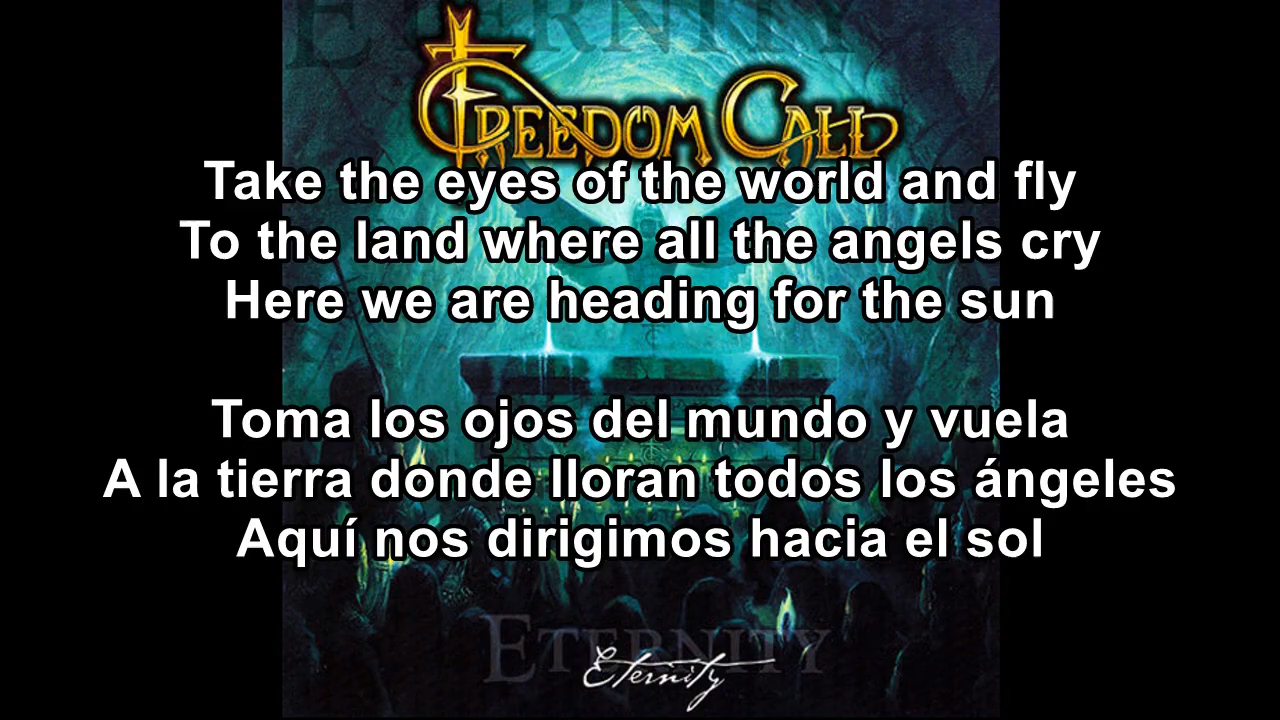 ETERNITY
FREEDOM CALL
Take the eyes of the world and fly
To the land where all the angels cry
Here we are heading for the sun
Toma los ojos del mundo y vuela
A la tierra donde lloran todos los ángeles
Aquí nos dirigimos hacia el sol
ETERNITY
Eternity